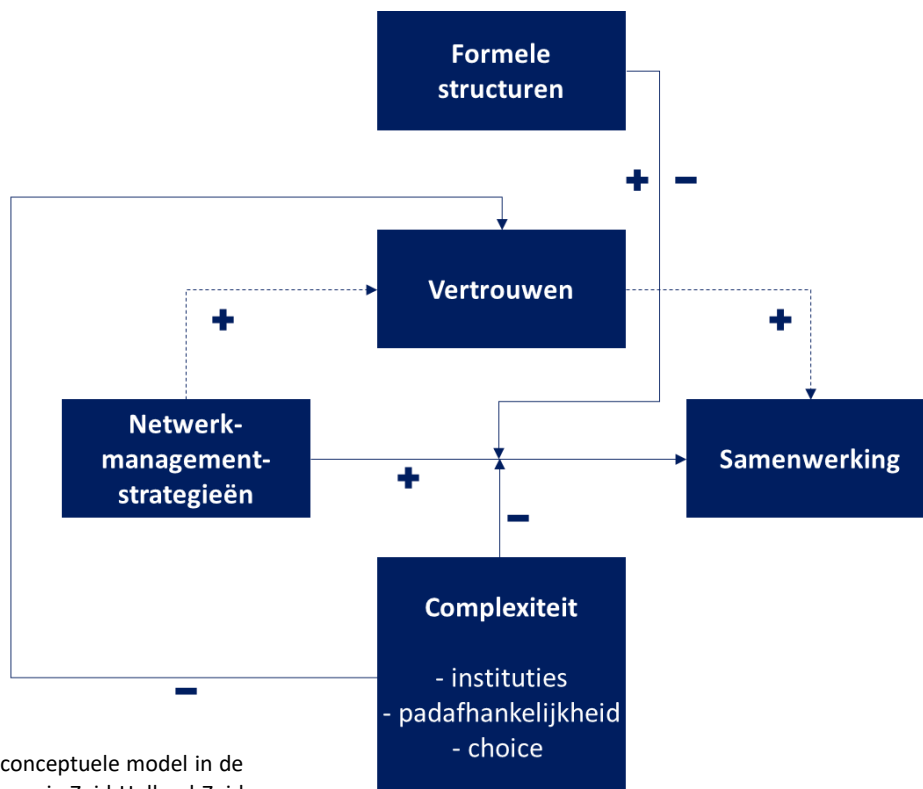 Formele
structuren
+ −
Vertrouwen
+
+
Netwerk-
management-
strategieën
Samenwerking
+
−
Complexiteit
- instituties
- padafhankelijkheid
- choice
−
conceptuele model in de